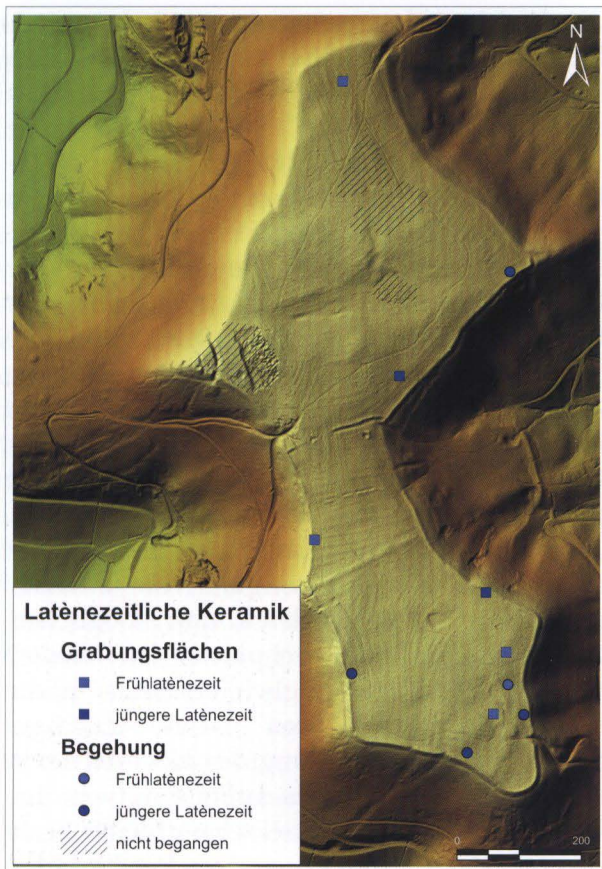 N
Latènezeitliche Keramik
Grabungsflächen
Frühlatènezeit
jüngere Latènezeit
Begehung
Frühlatènezeit
jüngere Latènezeit
nicht begangen
0 200